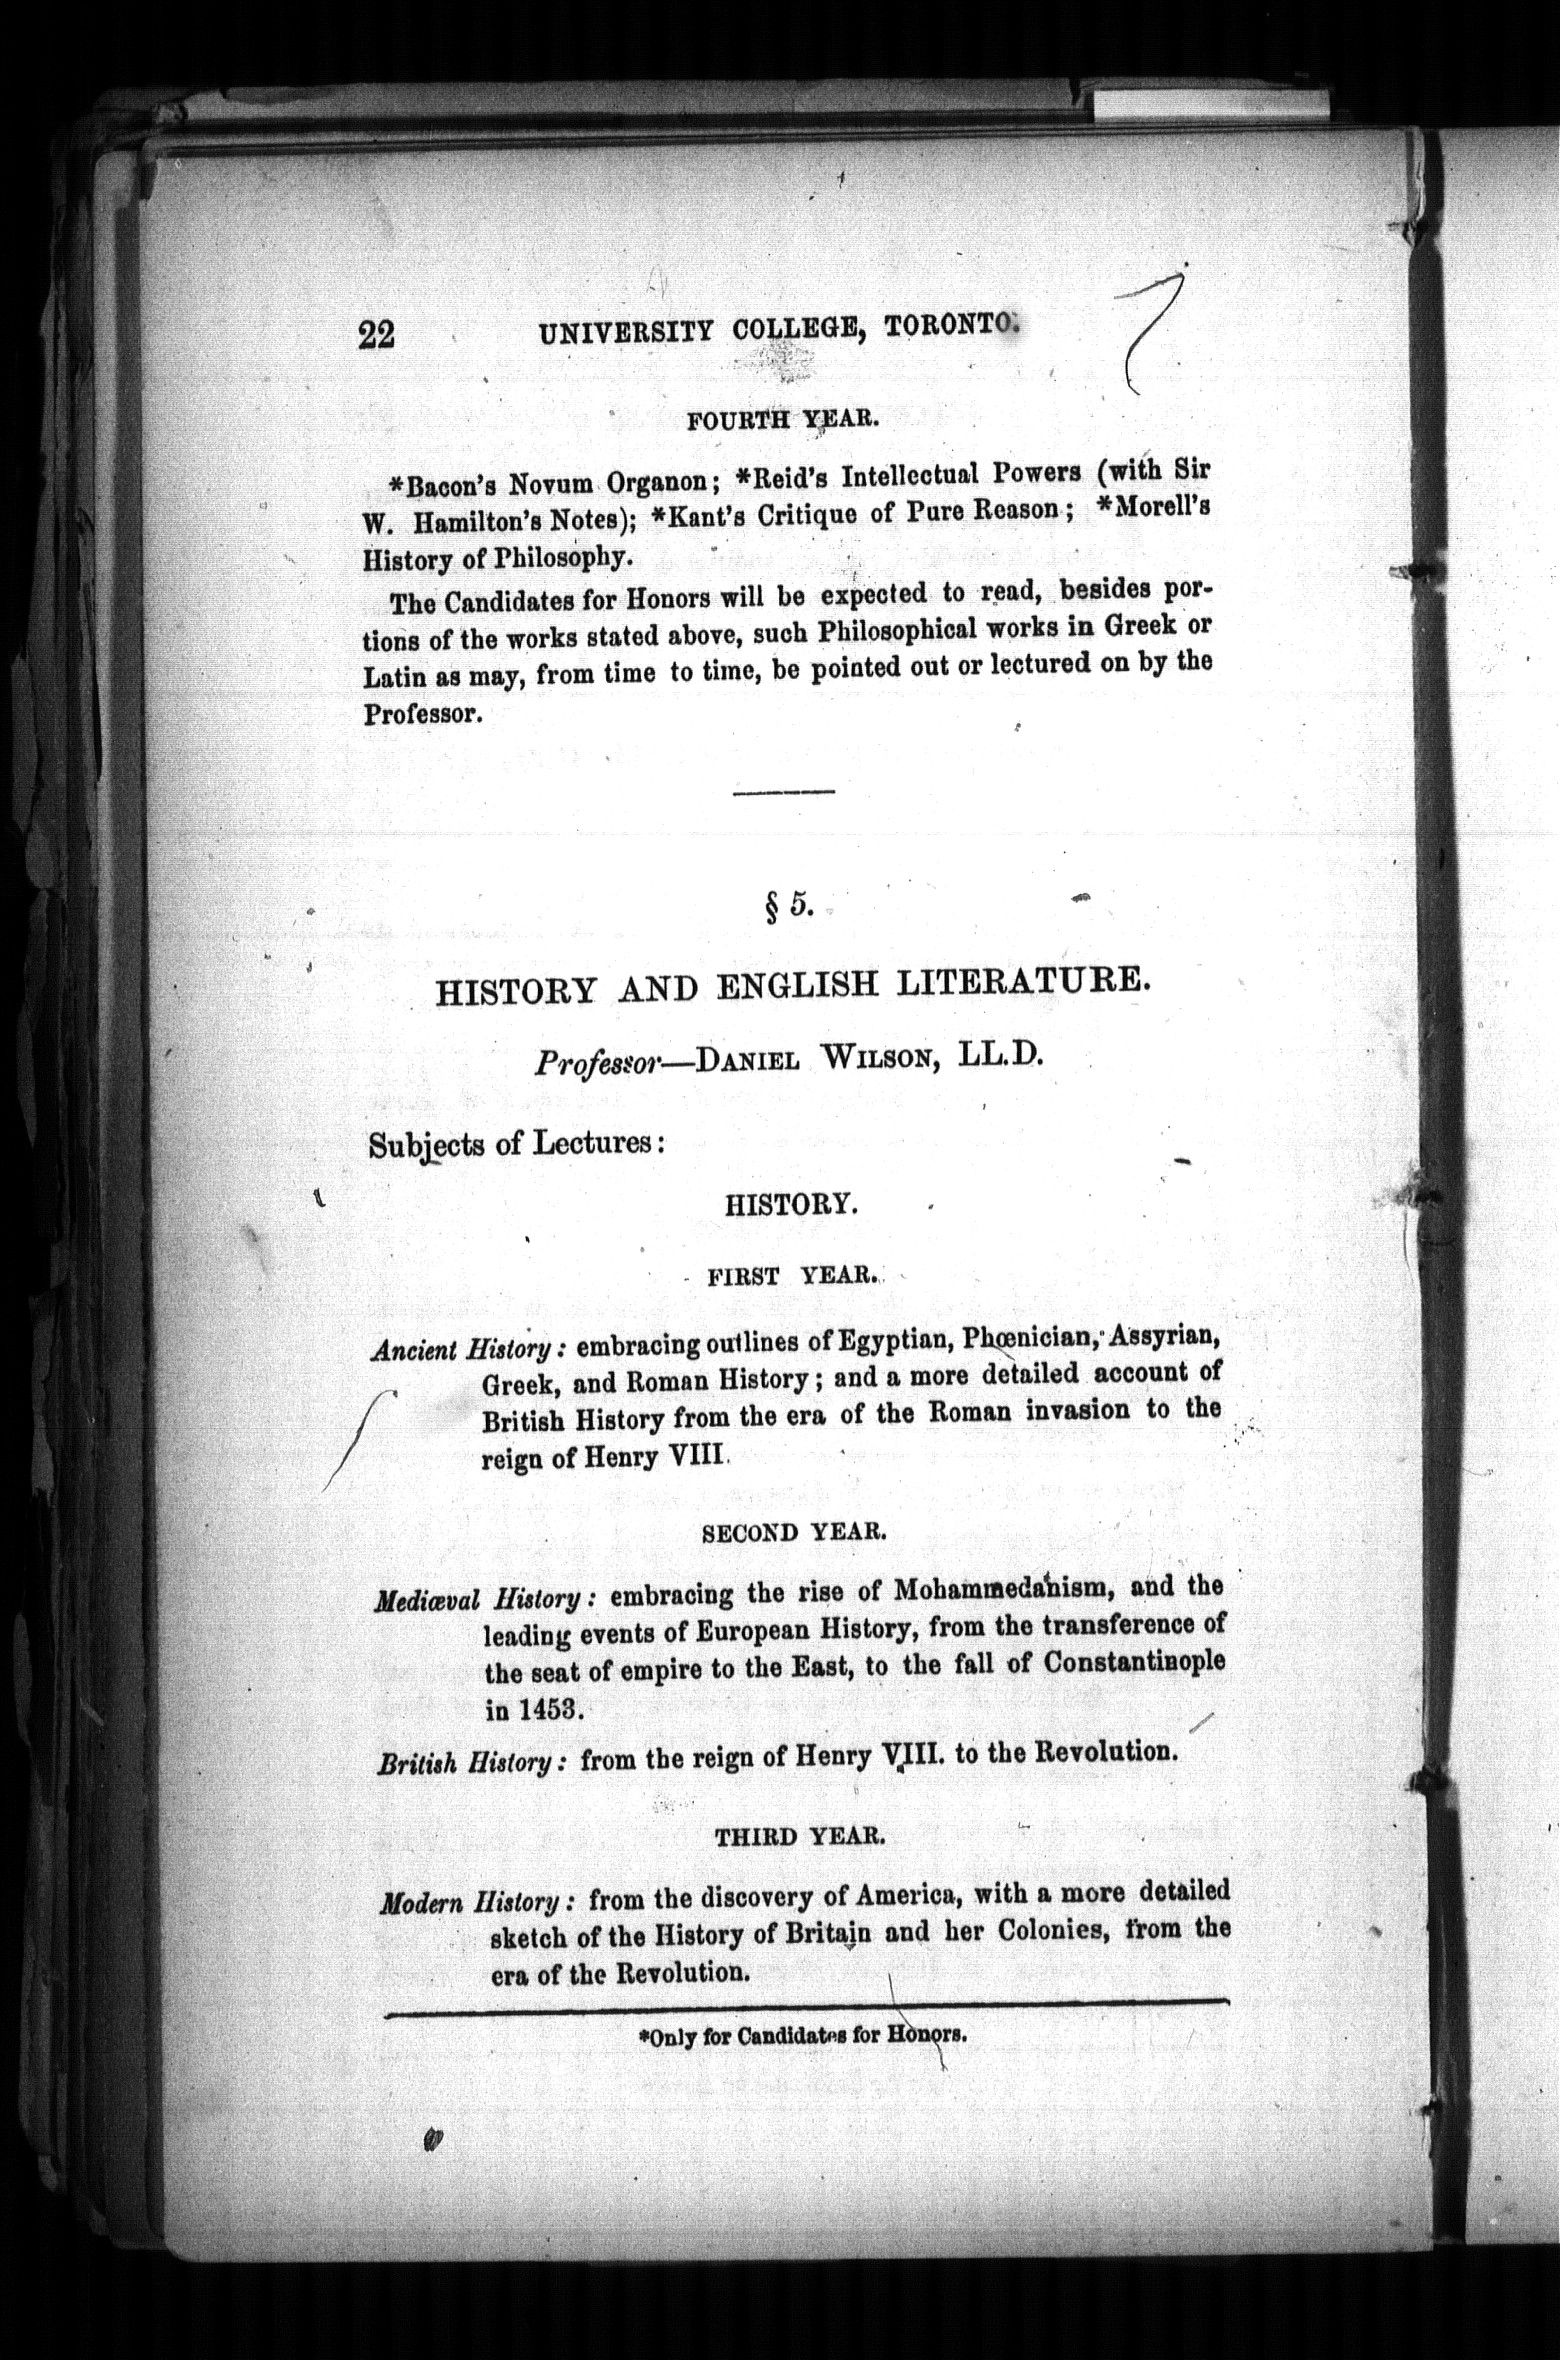 22 UNIVERSITY COLLEGE, TORONTO.
FOURTH YEAR.
*Bacon's Novum Organon; *Reid's Intellectual Powers (with Sir
W. Hamilton's Notes); *Kant's Critique of Pure Reason; *Morell's
History of Philosophy.
The Candidates for Honors will be expected to read, besides por-
tions of the works stated above, such Philosophical works in Greek or
Latin as may, from time to time, be pointed out or lectured on by the
Professor.
§ 5.
HISTORY AND ENGLISH LITERATURE.
Professor—DANIEL WILSON, LL.D.
Subjects of Lectures:
HISTORY.
FIRST YEAR.
Ancient History: embracing outlines of Egyptian, Phœnician, Assyrian,
Greek, and Roman History; and a more detailed account of
British History from the era of the Roman invasion to the
reign of Henry VIII.
SECOND YEAR.
Mediæval History: embracing the rise of Mohammedanism, and the
leading events of European History, from the transference of
the seat of empire to the East, to the fall of Constantinople
in 1453.
British History: from the reign of Henry VIII. to the Revolution.
THIRD YEAR.
Modern History: from the discovery of America, with a more detailed
sketch of the History of Britain and her Colonies, from the
era of the Revolution.
*Only for Candidates for Honors.